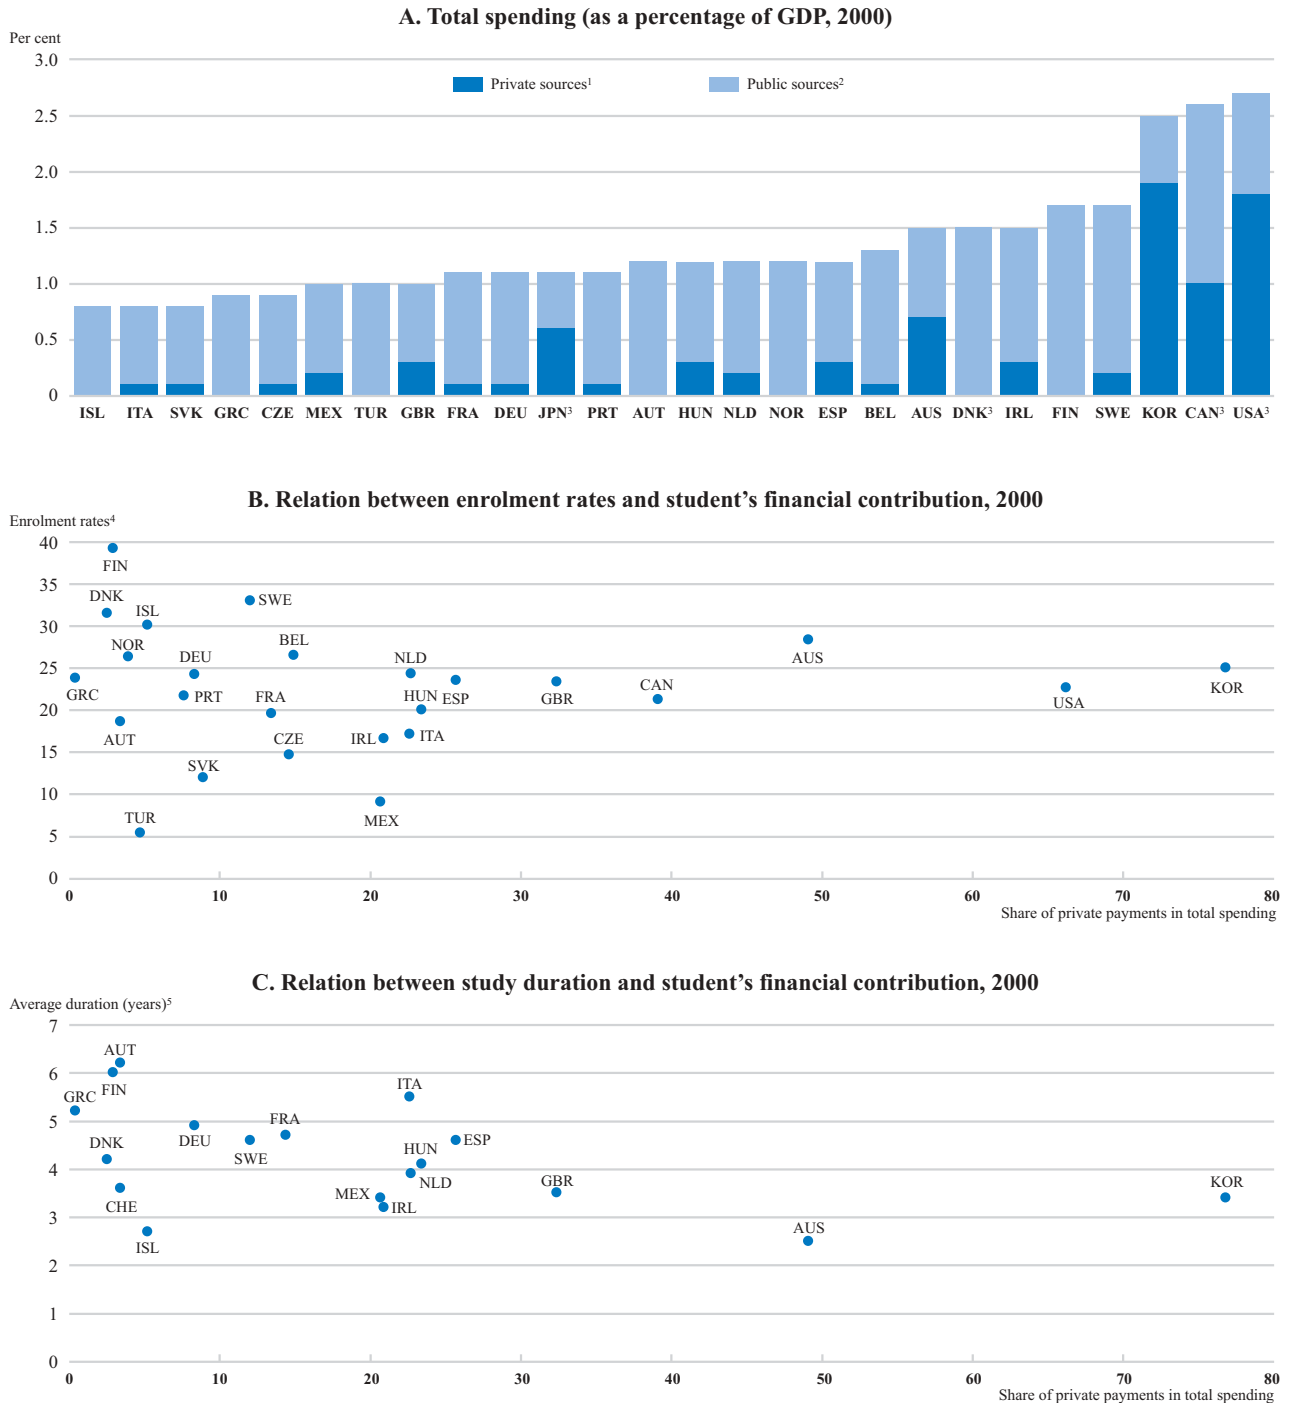 A. Total spending (as a percentage of GDP, 2000)
Per cent
3.0
Private sources¹ Public sources²
2.5
2.0
1.5
1.0
0.5
0
ISL ITA SVK GRC CZE MEX TUR GBR FRA DEU JPN³ PRT AUT HUN NLD NOR ESP BEL AUS DNK³ IRL FIN SWE KOR CAN³ USA³
B. Relation between enrolment rates and student’s financial contribution, 2000
Enrolment rates⁴
40
FIN
35
DNK
SWE
ISL
30
NOR
BEL
DEU
NLD
AUS
25
GRC
PRT
FRA
HUN
ESP
GBR
CAN
USA
KOR
20
AUT
CZE
IRL
ITA
15
SVK
10
TUR
MEX
5
0
0 10 20 30 40 50 60 70 80
Share of private payments in total spending
C. Relation between study duration and student’s financial contribution, 2000
Average duration (years)⁵
7
AUT
6
FIN
GRC
ITA
FRA
5
DNK
DEU
SWE
HUN
ESP
4
CHE
MEX
NLD
GBR
KOR
IRL
3
AUS
ISL
2
1
0
0 10 20 30 40 50 60 70 80
Share of private payments in total spending